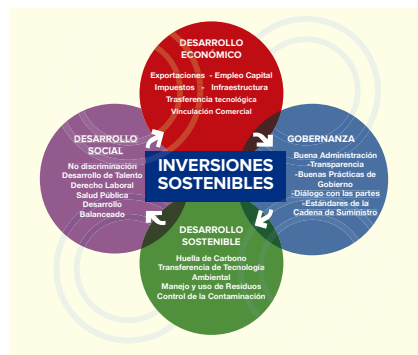 DESARROLLO
ECONÓMICO
Exportaciones - Empleo Capital
Impuestos - Infraestructura
Trasferencia tecnológica
Vinculación Comercial
DESARROLLO
SOCIAL
No discriminación
Desarrollo de Talento
Derecho Laboral
Salud Pública
Desarrollo
Balanceado
INVERSIONES
SOSTENIBLES
GOBERNANZA
Buena Administración
-Transparencia
-Buenas Prácticas de
Gobierno
-Diálogo con las partes
-Estándares de la
Cadena de Suministro
DESARROLLO
SOSTENIBLE
Huella de Carbono
Transferencia de Tecnología
Ambiental
Manejo y uso de Residuos
Control de la Contaminación